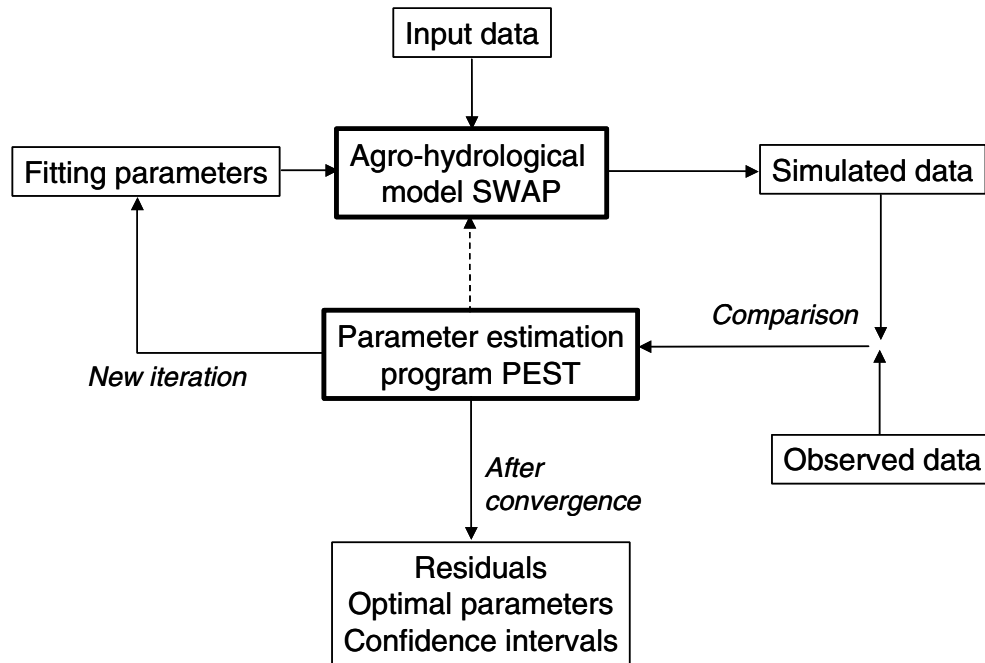 Input data
Agro-hydrological
model SWAP
Fitting parameters
Simulated data
Comparison
Parameter estimation
program PEST
New iteration
Observed data
After
convergence
Residuals
Optimal parameters
Confidence intervals